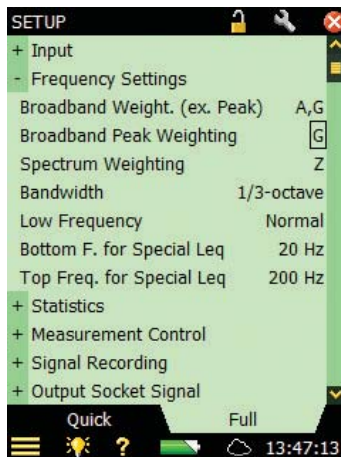 SETUP
+ Input
- Frequency Settings
Broadband Weight. (ex. Peak) A,G
Broadband Peak Weighting G
Spectrum Weighting Z
Bandwidth 1/3-octave
Low Frequency Normal
Bottom F. for Special Leq 20 Hz
Top Freq. for Special Leq 200 Hz
+ Statistics
+ Measurement Control
+ Signal Recording
+ Output Socket Signal
Quick Full
? 13:47:13